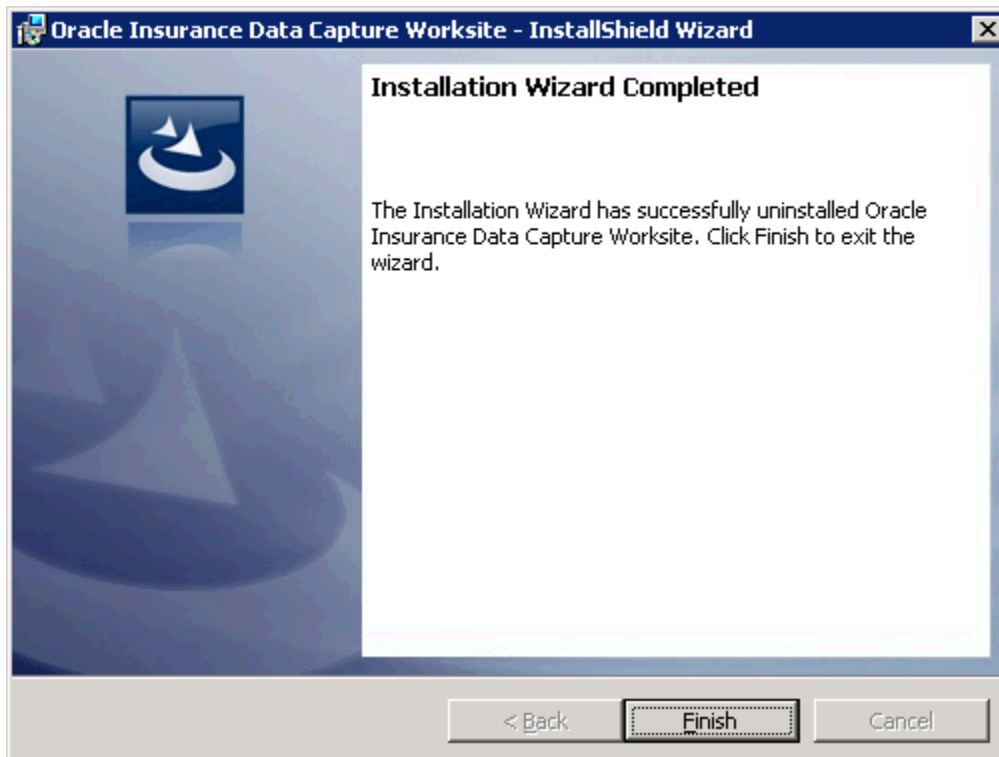 Oracle Insurance Data Capture Worksite - InstallShield Wizard
Installation Wizard Completed
The Installation Wizard has successfully uninstalled Oracle
Insurance Data Capture Worksite. Click Finish to exit the
wizard.
< Back
Finish
Cancel